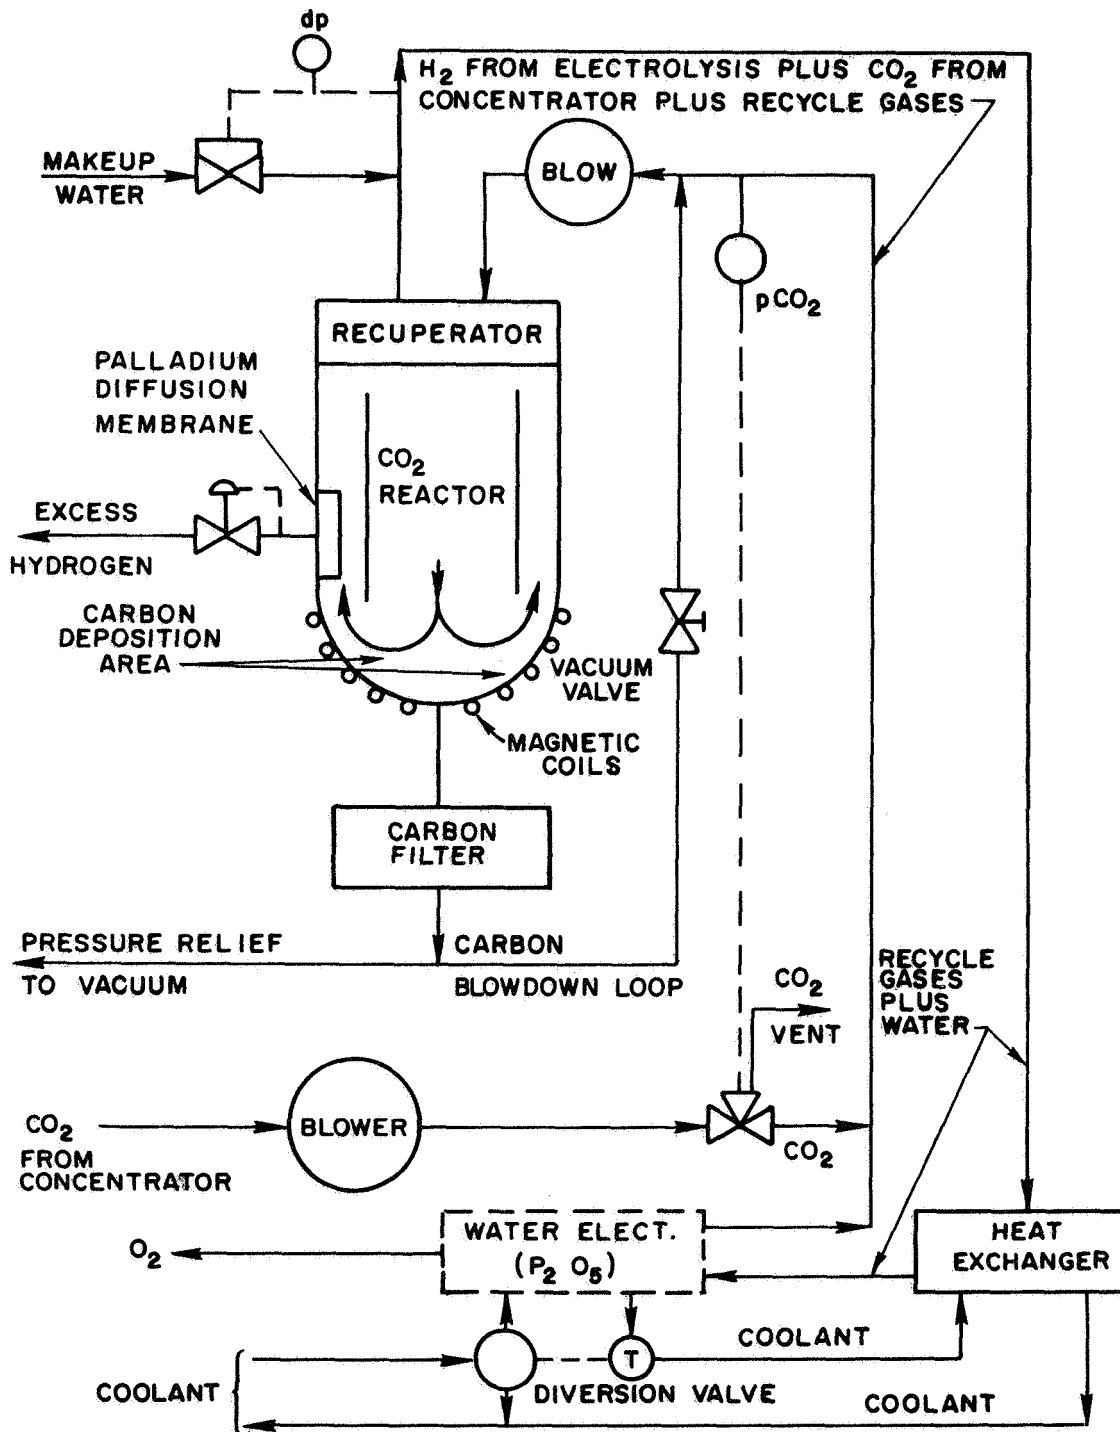 dp
H₂ FROM ELECTROLYSIS PLUS CO₂ FROM
CONCENTRATOR PLUS RECYCLE GASES
MAKEUP
WATER
BLOW
pCO₂
RECUPERATOR
PALLADIUM
DIFFUSION
MEMBRANE
CO₂
REACTOR
EXCESS
HYDROGEN
CARBON
DEPOSITION
AREA
VACUUM
VALVE
MAGNETIC
COILS
CARBON
FILTER
PRESSURE RELIEF
TO VACUUM
CARBON
BLOWDOWN LOOP
RECYCLE
GASES
PLUS
WATER
CO₂
VENT
CO₂
FROM
CONCENTRATOR
BLOWER
CO₂
O₂
WATER ELECT.
(P₂ O₅)
HEAT
EXCHANGER
T
COOLANT
DIVERSION VALVE
COOLANT
COOLANT